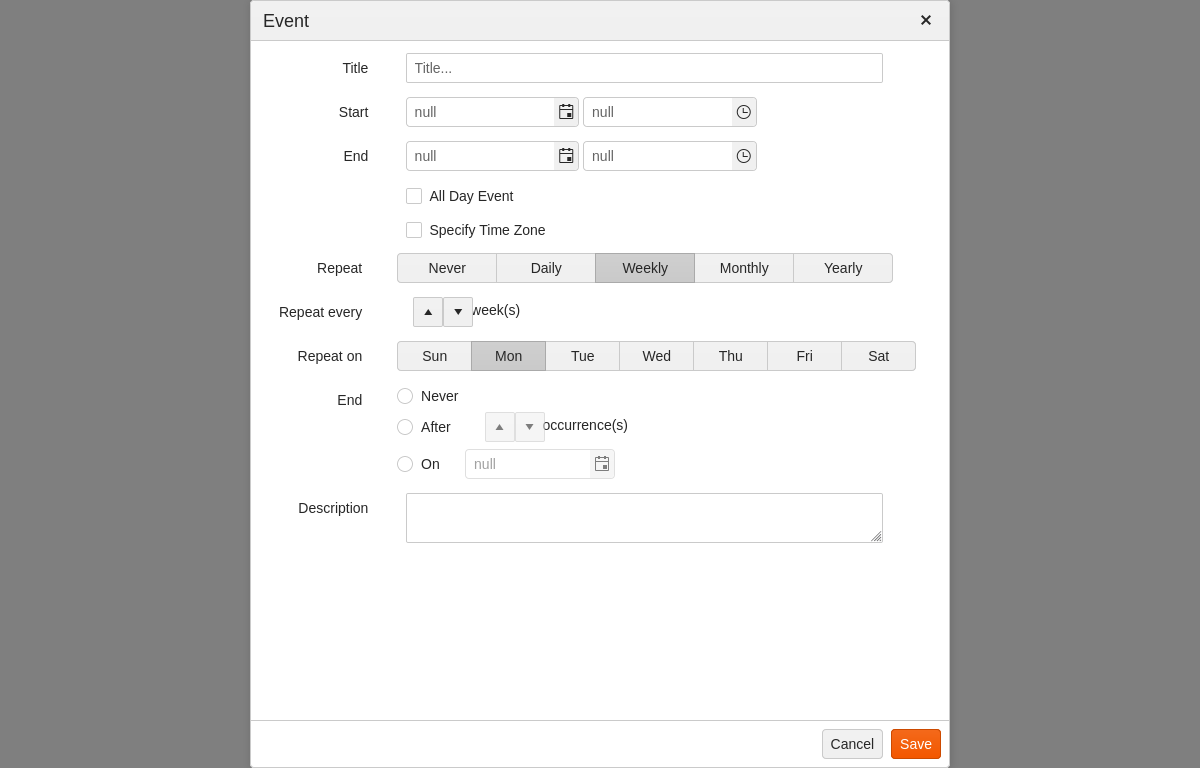 Event
Title Title...
Start null null
End null null
All Day Event
Specify Time Zone
Repeat Never Daily Weekly Monthly Yearly
Repeat every week(s)
Repeat on Sun Mon Tue Wed Thu Fri Sat
End Never
After occurrence(s)
On null
Description
Cancel Save